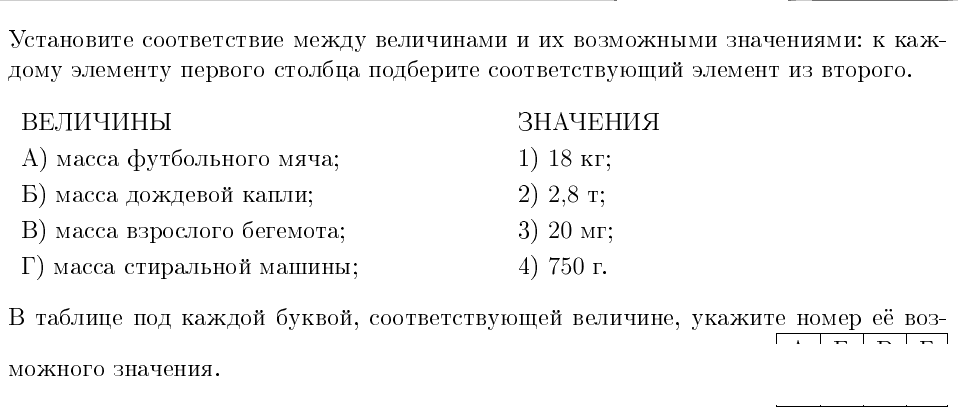 Установите соответствие между величинами и их возможными значениями: к каж-
дому элементу первого столбца подберите соответствующий элемент из второго.
ВЕЛИЧИНЫ ЗНАЧЕНИЯ
А) масса футбольного мяча; 1) 18 кг;
Б) масса дождевой капли; 2) 2,8 т;
В) масса взрослого бегемота; 3) 20 мг;
Г) масса стиральной машины; 4) 750 г.
В таблице под каждой буквой, соответствующей величине, укажите номер её воз-
можного значения.